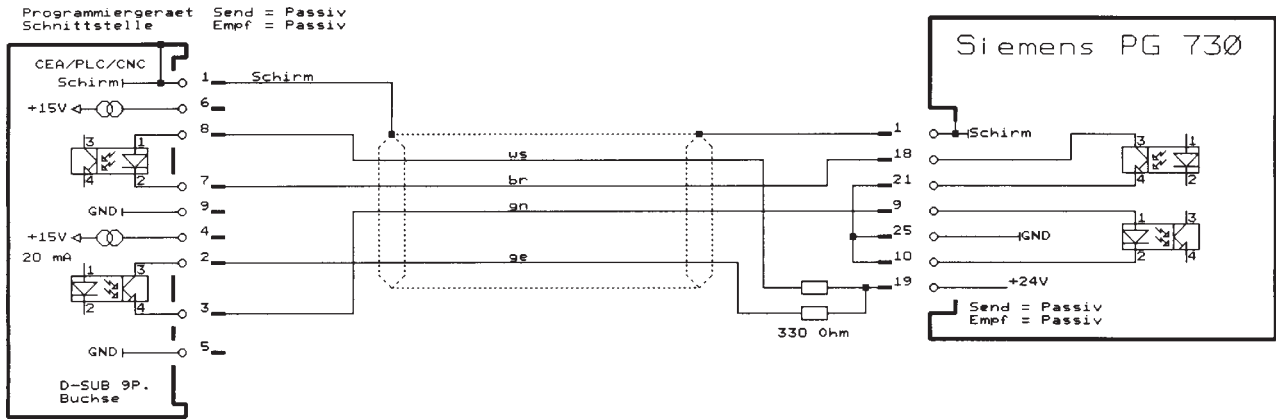 Programmiergeraet Send = Passiv
Schnittstelle Empf = Passiv
Siemens PG 730
CEA/PLC/CNC
Schirm 1 Schirm
+15V 6
8 1 Schirm
3 1 ws 18 3 1
4 2 7 br 21 4 2
GND 9 gn 9
+15V 4 25 GND 1 3
20 mA 2 ge 10 2 4
1 3 19 +24V
2 4 3
330 Ohm
Send = Passiv
Empf = Passiv
GND 5
D-SUB 9P.
Buchse